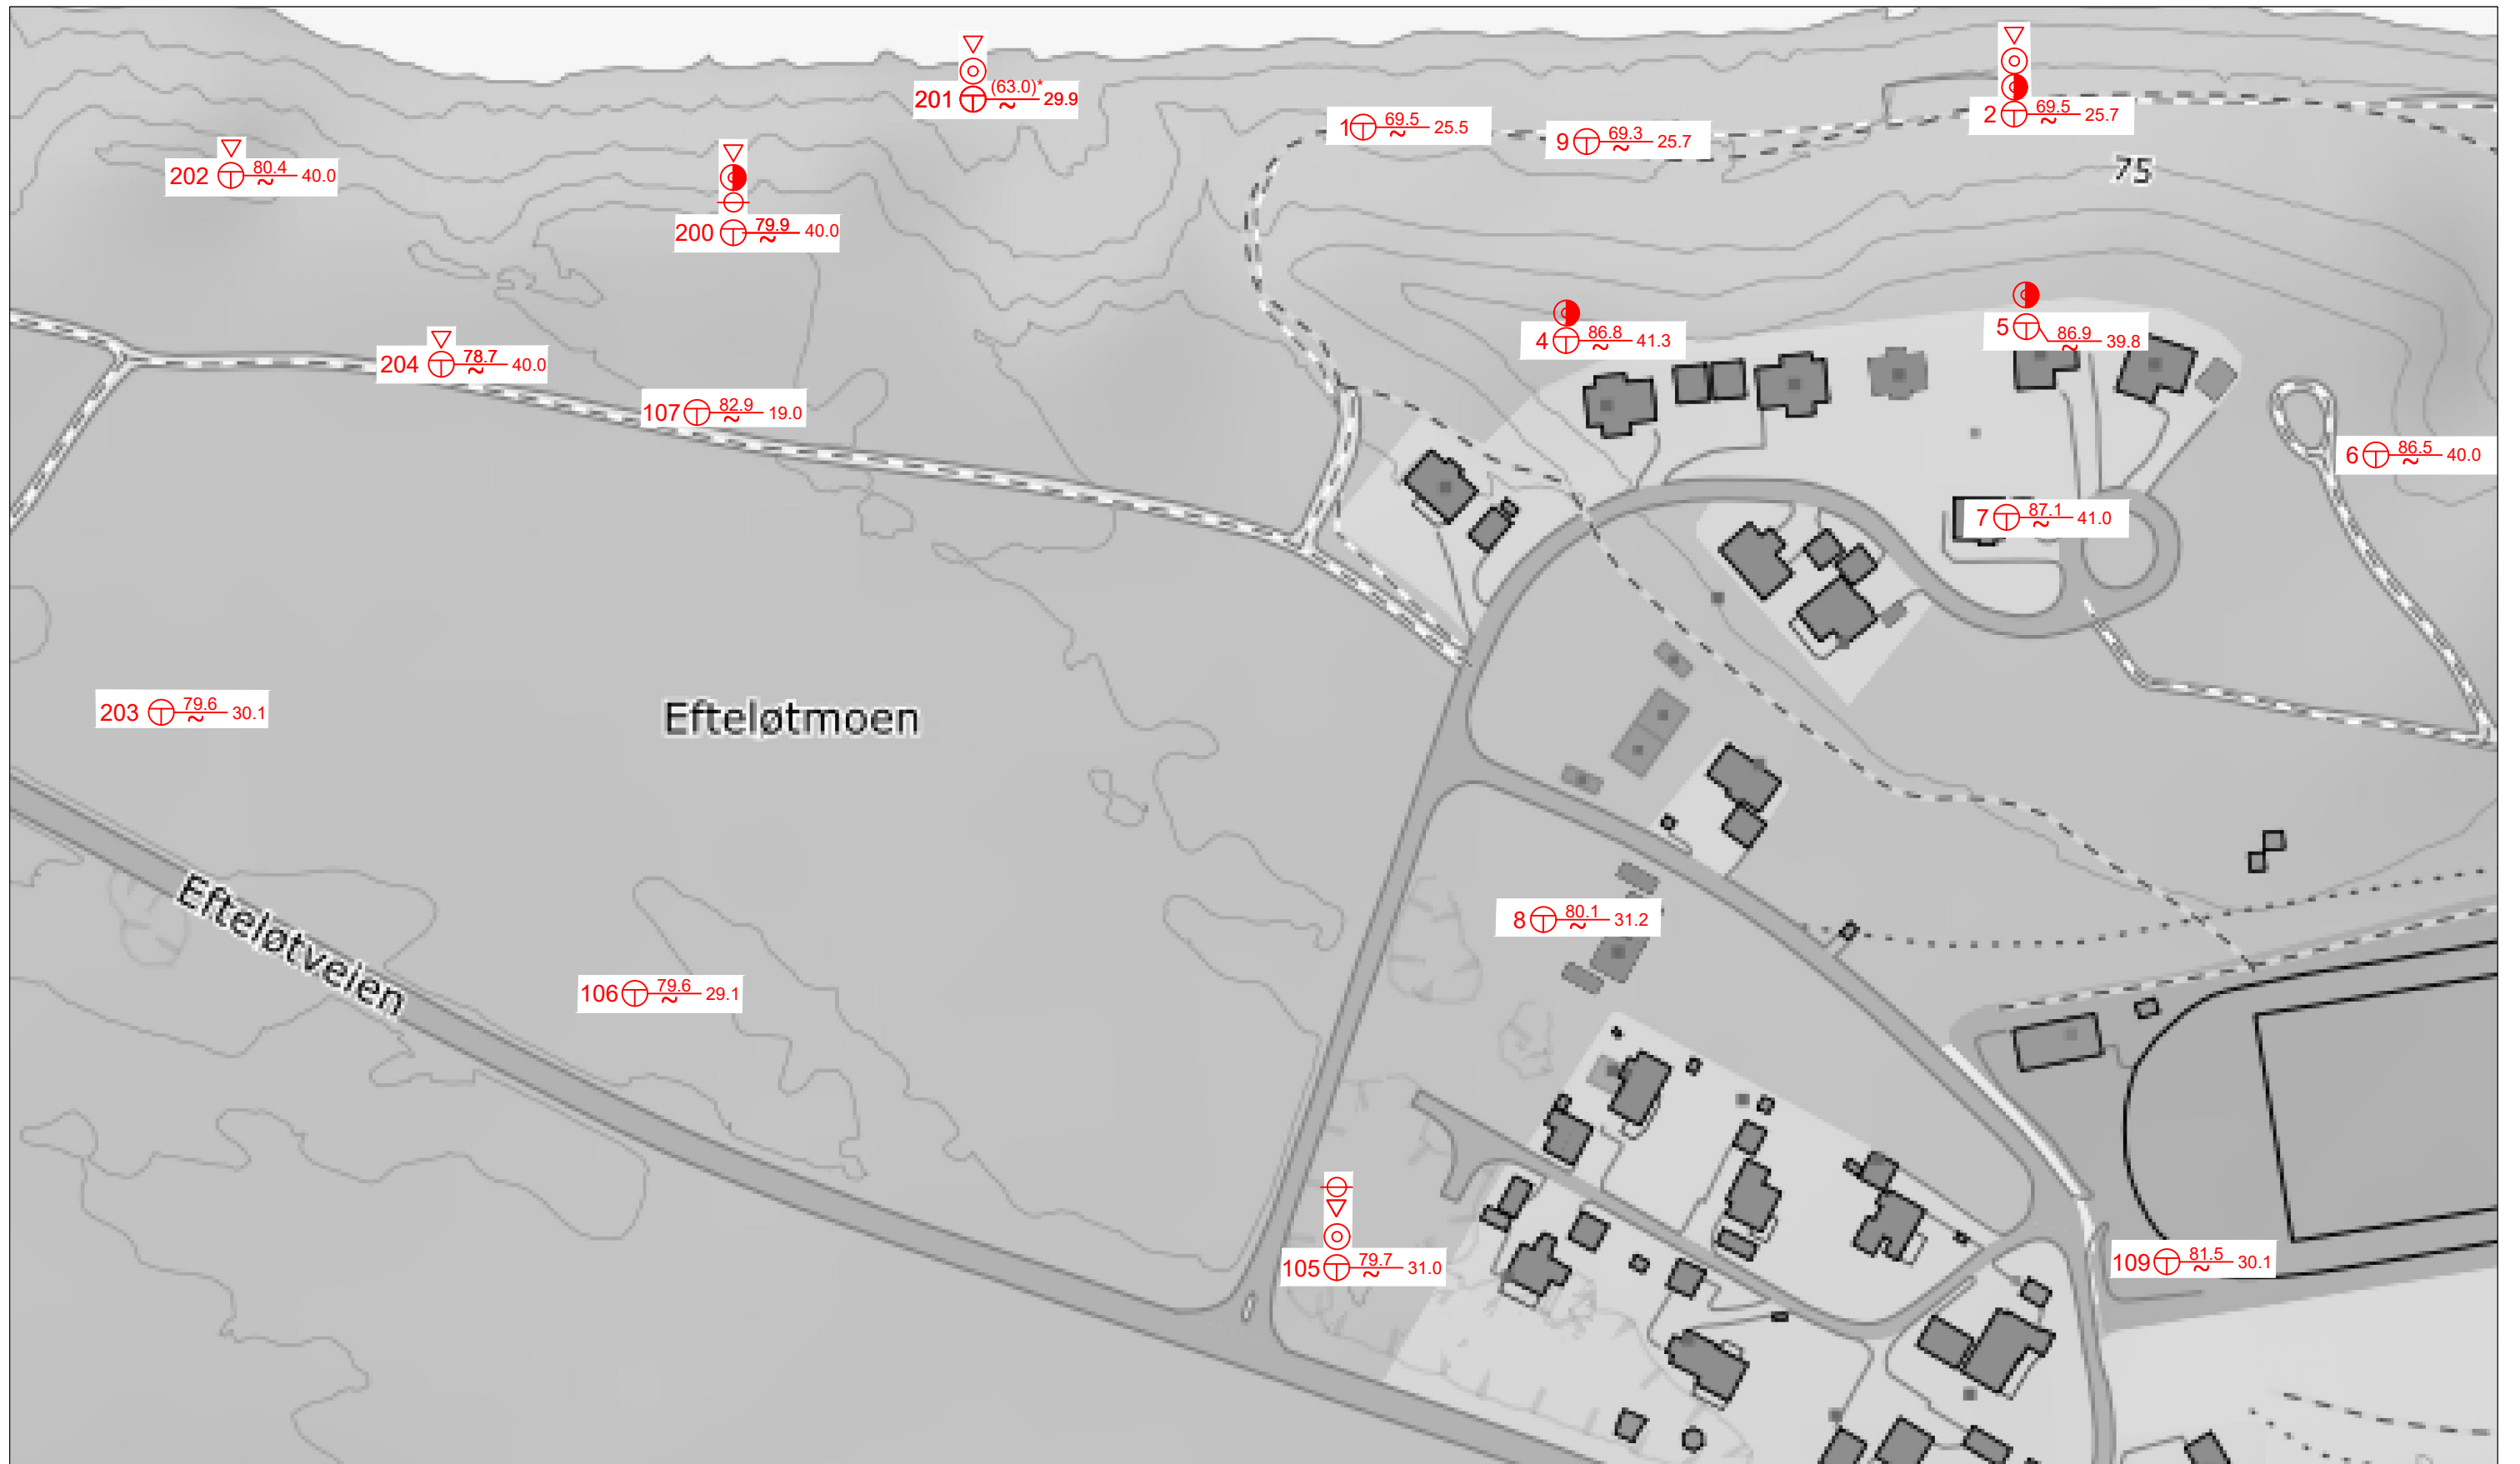 201 (63.0)* ~ 29.9
2 69.5 ~ 25.7
1 69.5 ~ 25.5
9 69.3 ~ 25.7
202 80.4 ~ 40.0
75
200 79.9 ~ 40.0
4 86.8 ~ 41.3
5 86.9 ~ 39.8
204 78.7 ~ 40.0
107 82.9 ~ 19.0
6 86.5 ~ 40.0
7 87.1 ~ 41.0
203 79.6 ~ 30.1
Efteløtmoen
8 80.1 ~ 31.2
Efteløtveien
106 79.6 ~ 29.1
105 79.7 ~ 31.0
109 81.5 ~ 30.1